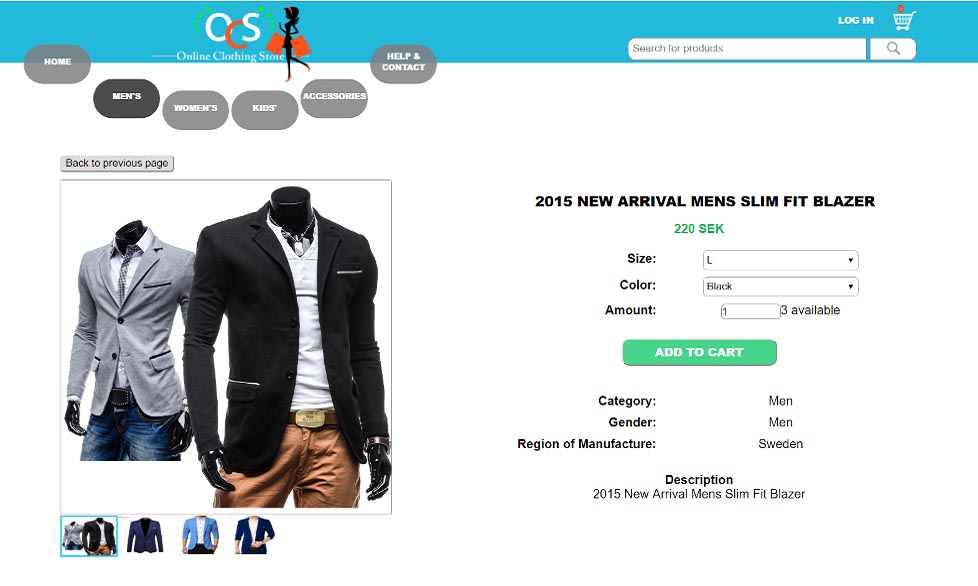 OCS
Online Clothing Store
LOG IN
0
Search for products
HOME
HELP &
CONTACT
MEN'S
WOMEN'S
KIDS'
ACCESSORIES
Back to previous page
2015 NEW ARRIVAL MENS SLIM FIT BLAZER
220 SEK
Size:
L
Color:
Black
Amount:
1
3 available
ADD TO CART
Category:
Men
Gender:
Men
Region of Manufacture:
Sweden
Description
2015 New Arrival Mens Slim Fit Blazer